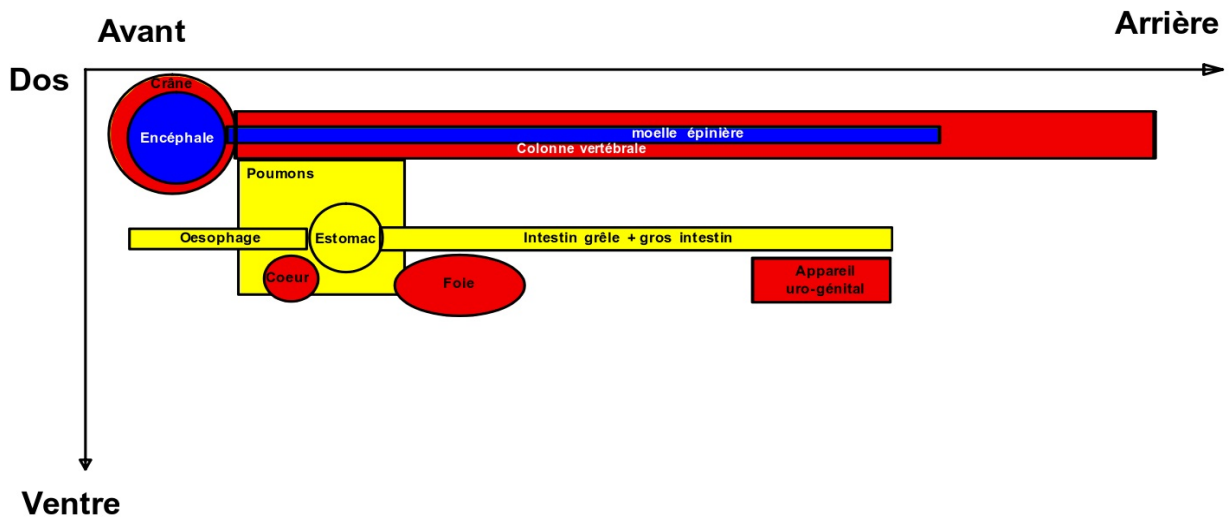 Avant
Arrière
Dos
Crâne
Encéphale
moelle épinière
Colonne vertébrale
Poumons
Oesophage
Estomac
Intestin grêle + gros intestin
Coeur
Foie
Appareil
uro-génital
Ventre